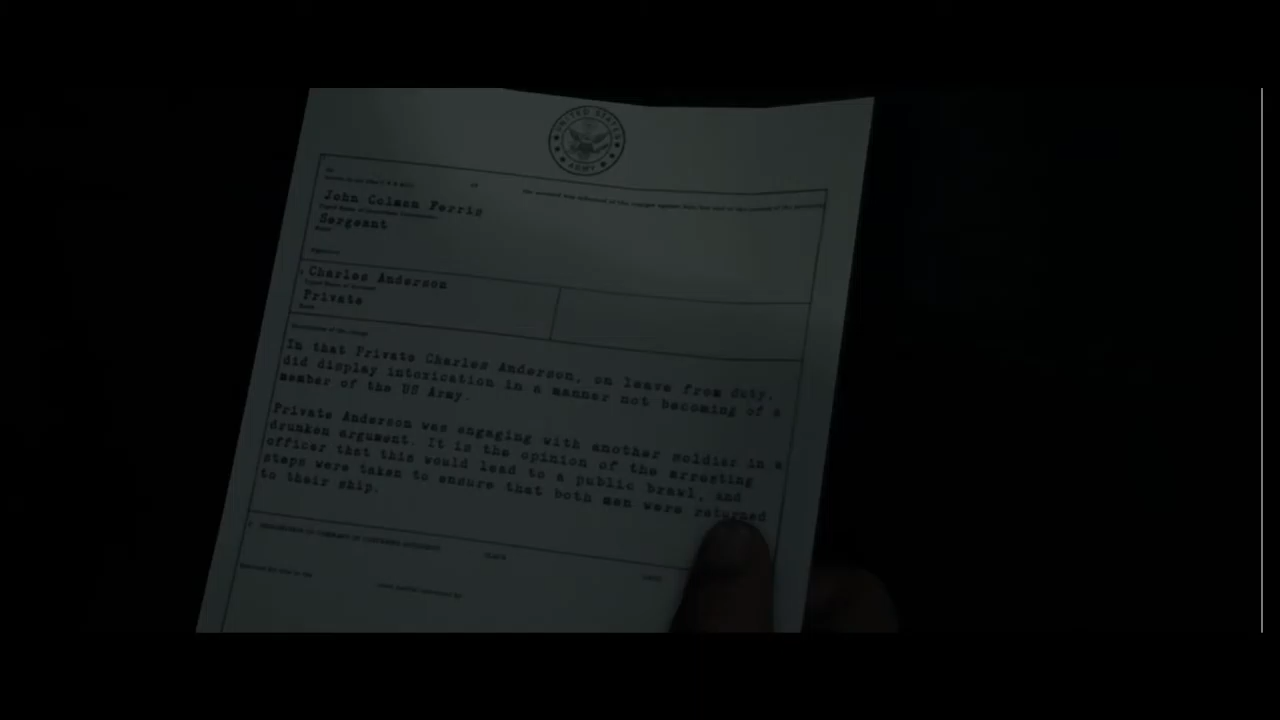 UNITED STATES
ARMY
John Colman Ferris
Sergeant
Charles Anderson
Private
In that Private Charles Anderson, on leave from duty,
did display intoxication in a manner not becoming of a
member of the US Army.
Private Anderson was engaging with another soldier in a
drunken argument. It is the opinion of the arresting
officer that this would lead to a public brawl, and
steps were taken to ensure that both men were returned
to their ship.